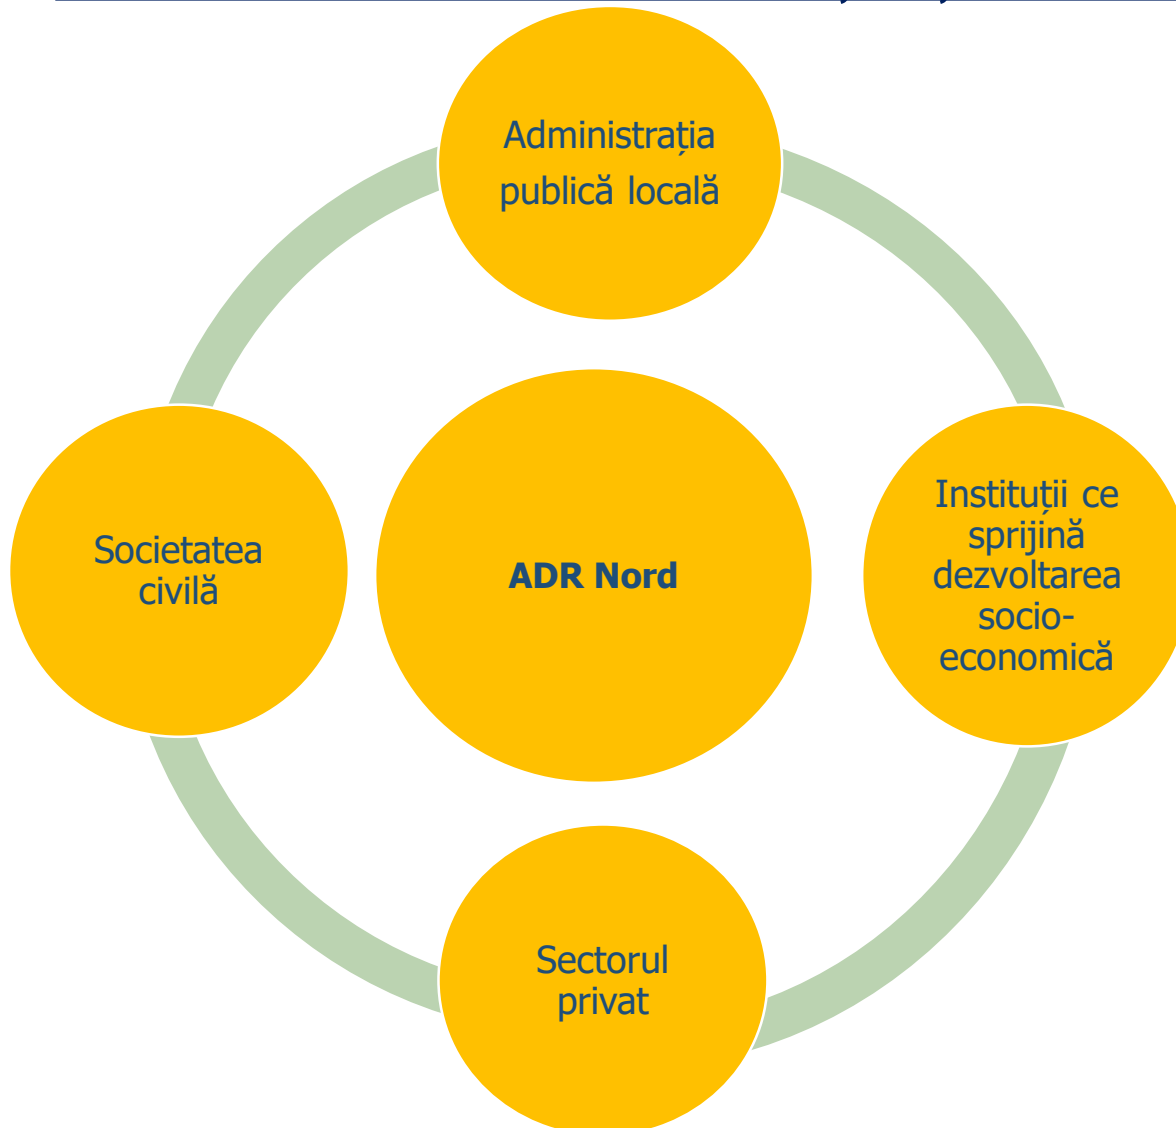 Administrația
publică locală
Societatea
civilă
ADR Nord
Instituții ce
sprijină
dezvoltarea
socio-
economică
Sectorul
privat